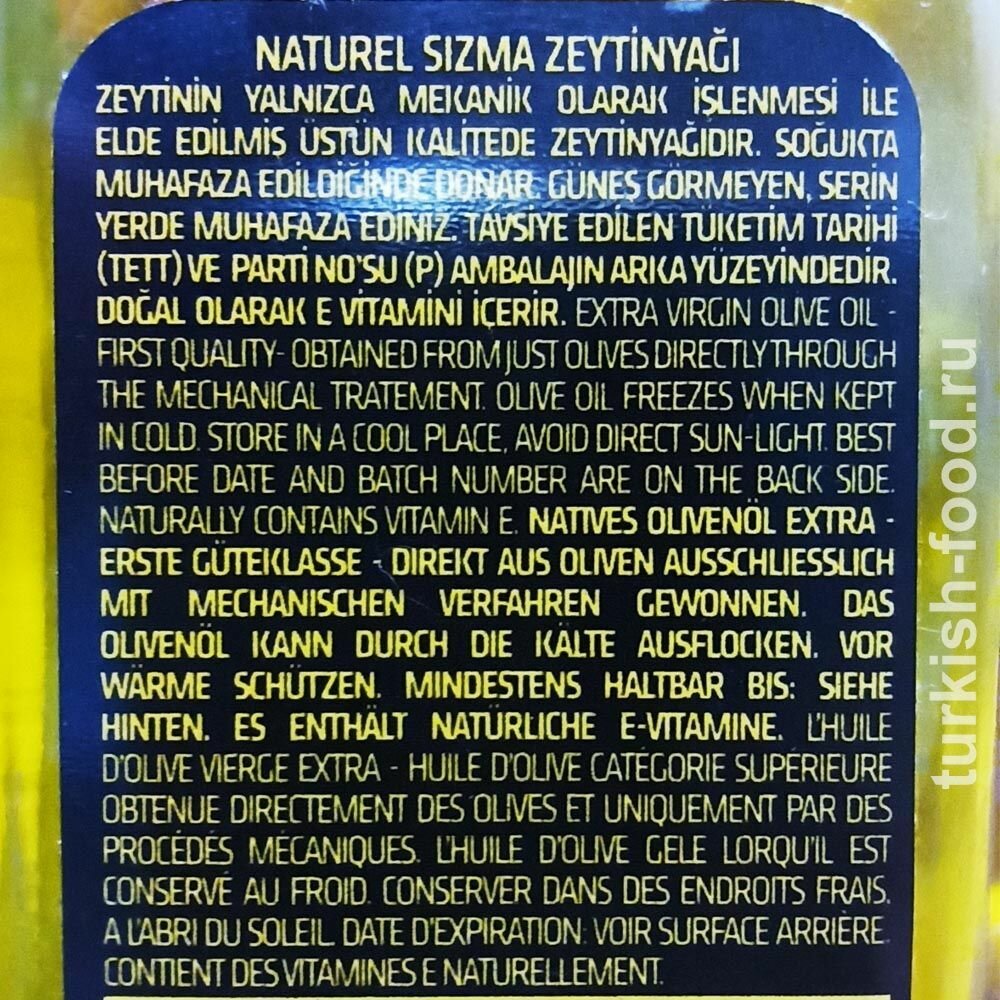 NATUREL SIZMA ZEYTİNYAĞI
ZEYTİNİN YALNIZCA MEKANİK OLARAK İŞLENMESİ İLE
ELDE EDİLMİŞ ÜSTÜN KALİTEDE ZEYTİNYAĞIDIR. SOĞUKTA
MUHAFAZA EDİLDİĞİNDE DONAR. GÜNEŞ GÖRMEYEN, SERİN
YERDE MUHAFAZA EDİNİZ. TAVSİYE EDİLEN TÜKETİM TARİHİ
(TETT) VE PARTİ NO'SU (P) AMBALAJIN ARKA YÜZEYİNDEDİR.
DOĞAL OLARAK E VİTAMİNİ İÇERİR. EXTRA VIRGIN OLIVE OIL -
FIRST QUALITY- OBTAINED FROM JUST OLIVES DIRECTLY THROUGH
THE MECHANICAL TRATEMENT. OLIVE OIL FREEZES WHEN KEPT
IN COLD. STORE IN A COOL PLACE, AVOID DIRECT SUN-LIGHT. BEST
BEFORE DATE AND BATCH NUMBER ARE ON THE BACK SIDE.
NATURALLY CONTAINS VITAMIN E. NATIVES OLIVENÖL EXTRA -
ERSTE GÜTEKLASSE - DIREKT AUS OLIVEN AUSSCHLIESSLICH
MIT MECHANISCHEN VERFAHREN GEWONNEN. DAS
OLIVENÖL KANN DURCH DIE KÄLTE AUSFLOCKEN. VOR
WÄRME SCHÜTZEN. MINDESTENS HALTBAR BIS: SIEHE
HINTEN. ES ENTHÄLT NATÜRLICHE E-VITAMINE. L'HUILE
D'OLIVE VIERGE EXTRA - HUILE D'OLIVE CATÉGORIE SUPÉRIEURE
OBTENUE DIRECTEMENT DES OLIVES ET UNIQUEMENT PAR DES
PROCÉDÉS MÉCANIQUES. L'HUILE D'OLIVE GELE LORQU'IL EST
CONSERVÉ AU FROID. CONSERVER DANS DES ENDROITS FRAIS.
A L'ABRI DU SOLEIL. DATE D'EXPIRATION: VOIR SURFACE ARRIÈRE.
CONTIENT DES VITAMINES E NATURELLEMENT.
turkish-food.ru